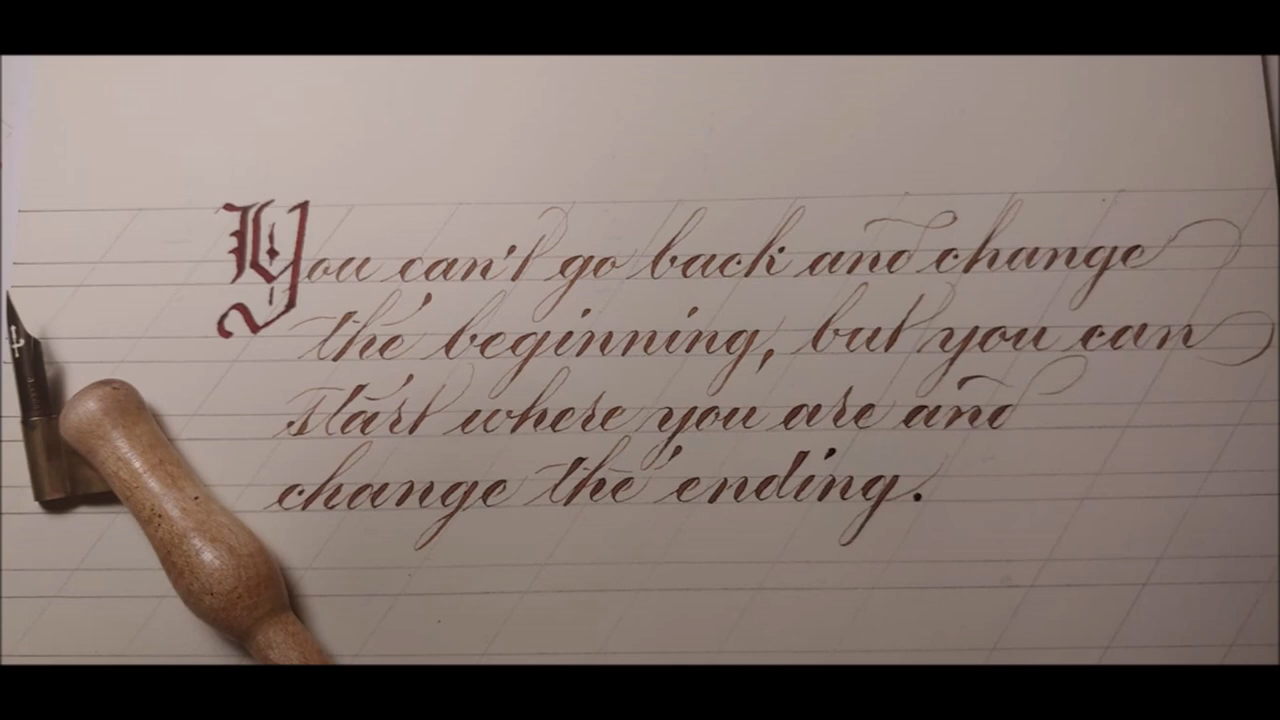 You can't go back and change
the beginning, but you can
start where you are and
change the ending.